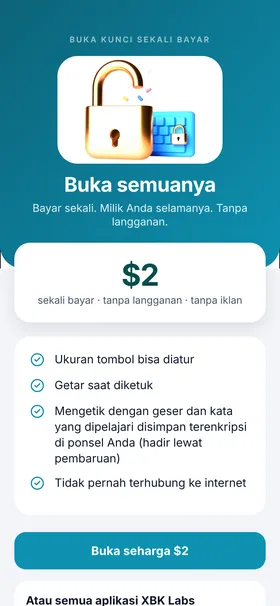 BUKA KUNCI SEKALI BAYAR
Buka semuanya
Bayar sekali. Milik Anda selamanya. Tanpa
langganan.
$2
sekali bayar · tanpa langganan · tanpa iklan
Ukuran tombol bisa diatur
Getar saat diketuk
Mengetik dengan geser dan kata
yang dipelajari disimpan terenkripsi
di ponsel Anda (hadir lewat
pembaruan)
Tidak pernah terhubung ke internet
Buka seharga $2
Atau semua aplikasi XBK Labs